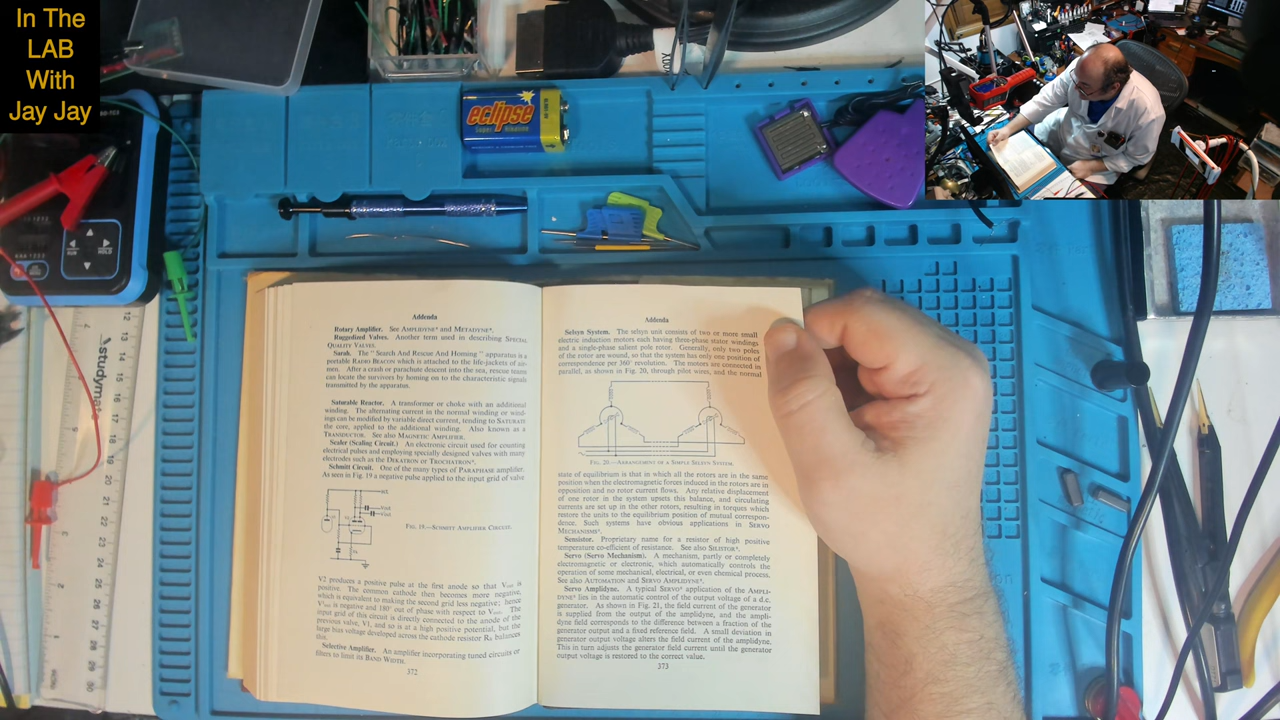 In The
LAB
With
Jay Jay
eclipse
Super Alkaline
Addenda
Rotary Amplifier. See AMPLIDYNE* and METADYNE*.
Ruggedized Valves. Another term used in describing SPECIAL
QUALITY VALVES.
Sarah. The "Search And Rescue And Homing" apparatus is a
portable RADIO BEACON which is attached to the life-jackets of air-
men. After a crash or parachute descent into the sea, rescue teams
can locate the survivors by homing on to the characteristic signals
transmitted by the apparatus.
Saturable Reactor. A transformer or choke with an additional
winding. The alternating current in the normal winding or wind-
ings can be modified by variable direct current, tending to SATURATE
the core, applied to the additional winding. Also known as a
TRANSDUCTOR. See also MAGNETIC AMPLIFIER.
Scaler (Scaling Circuit.) An electronic circuit used for counting
electrical pulses and employing specially designed valves with many
electrodes such as the DEKATRON or TROCHATRON*.
Schmitt Circuit. One of the many types of PARAPHASE amplifier.
As seen in Fig. 19 a negative pulse applied to the input grid of valve
FIG. 19.—SCHMITT AMPLIFIER CIRCUIT.
V2 produces a positive pulse at the first anode so that Vout is
positive. The common cathode then becomes more negative,
which is equivalent to making the second grid less negative; hence
V'out is negative and 180° out of phase with respect to Vout. The
input grid of this circuit is directly connected to the anode of the
previous valve, V1, and so is at a high positive potential, but the
large bias voltage developed across the cathode resistor Rk balances
this.
Selective Amplifier. An amplifier incorporating tuned circuits or
filters to limit its BAND WIDTH.
372
Addenda
Selsyn System. The selsyn unit consists of two or more small
electric induction motors each having three-phase stator windings
and a single-phase salient pole rotor. Generally, only two poles
of the rotor are wound, so that the system has only one position of
correspondence per 360° revolution. The motors are connected in
parallel, as shown in Fig. 20, through pilot wires, and the normal
FIG. 20.—ARRANGEMENT OF A SIMPLE SELSYN SYSTEM.
state of equilibrium is that in which all the rotors are in the same
position when the electromagnetic forces induced in the rotors are in
opposition and no rotor current flows. Any relative displacement
of one rotor in the system upsets this balance, and circulating
currents are set up in the other rotors, resulting in torques which
restore the units to the equilibrium position of mutual correspon-
dence. Such systems have obvious applications in SERVO
MECHANISMS*.
Sensistor. Proprietary name for a resistor of high positive
temperature co-efficient of resistance. See also SILISTOR*.
Servo (Servo Mechanism). A mechanism, partly or completely
electromagnetic or electronic, which automatically controls the
operation of some mechanical, electrical, or even chemical process.
See also AUTOMATION and SERVO AMPLIDYNE*.
Servo Amplidyne. A typical SERVO* application of the AMPLI-
DYNE* lies in the automatic control of the output voltage of a d.c.
generator. As shown in Fig. 21, the field current of the generator
is supplied from the output of the amplidyne, and the ampli-
dyne field corresponds to the difference between a fraction of the
generator output and a fixed reference field. A small deviation in
generator output voltage alters the field current of the amplidyne.
This in turn adjusts the generator field current until the generator
output voltage is restored to the correct value.
373
studymate